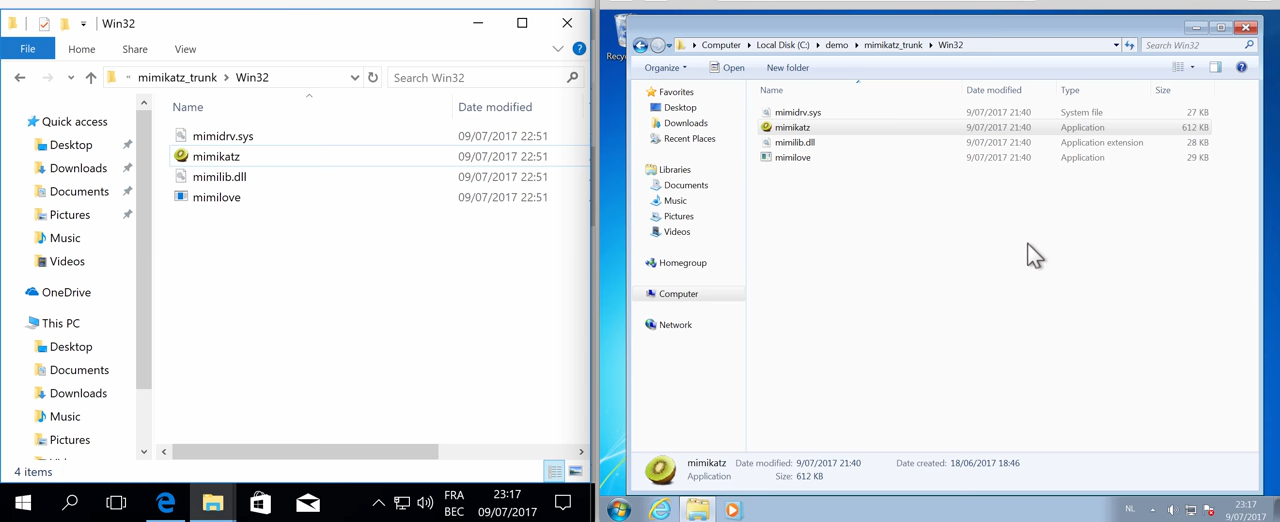 Win32
File Home Share View
mimikatz_trunk Win32
Search Win32
Name Date modified
mimidrv.sys 09/07/2017 22:51
mimikatz 09/07/2017 22:51
mimilib.dll 09/07/2017 22:51
mimilove 09/07/2017 22:51
Quick access
Desktop
Downloads
Documents
Pictures
Music
Videos
OneDrive
This PC
Desktop
Documents
Downloads
Music
Pictures
4 items
FRA
BEC
23:17
09/07/2017
Computer Local Disk (C:) demo mimikatz_trunk Win32
Search Win32
Organize Open New folder
Name Date modified Type Size
mimidrv.sys 9/07/2017 21:40 System file 27 KB
mimikatz 9/07/2017 21:40 Application 612 KB
mimilib.dll 9/07/2017 21:40 Application extension 28 KB
mimilove 9/07/2017 21:40 Application 29 KB
Favorites
Desktop
Downloads
Recent Places
Libraries
Documents
Music
Pictures
Videos
Homegroup
Computer
Network
mimikatz Date modified: 9/07/2017 21:40 Date created: 18/06/2017 18:46
Application Size: 612 KB
NL
23:17
9/07/2017